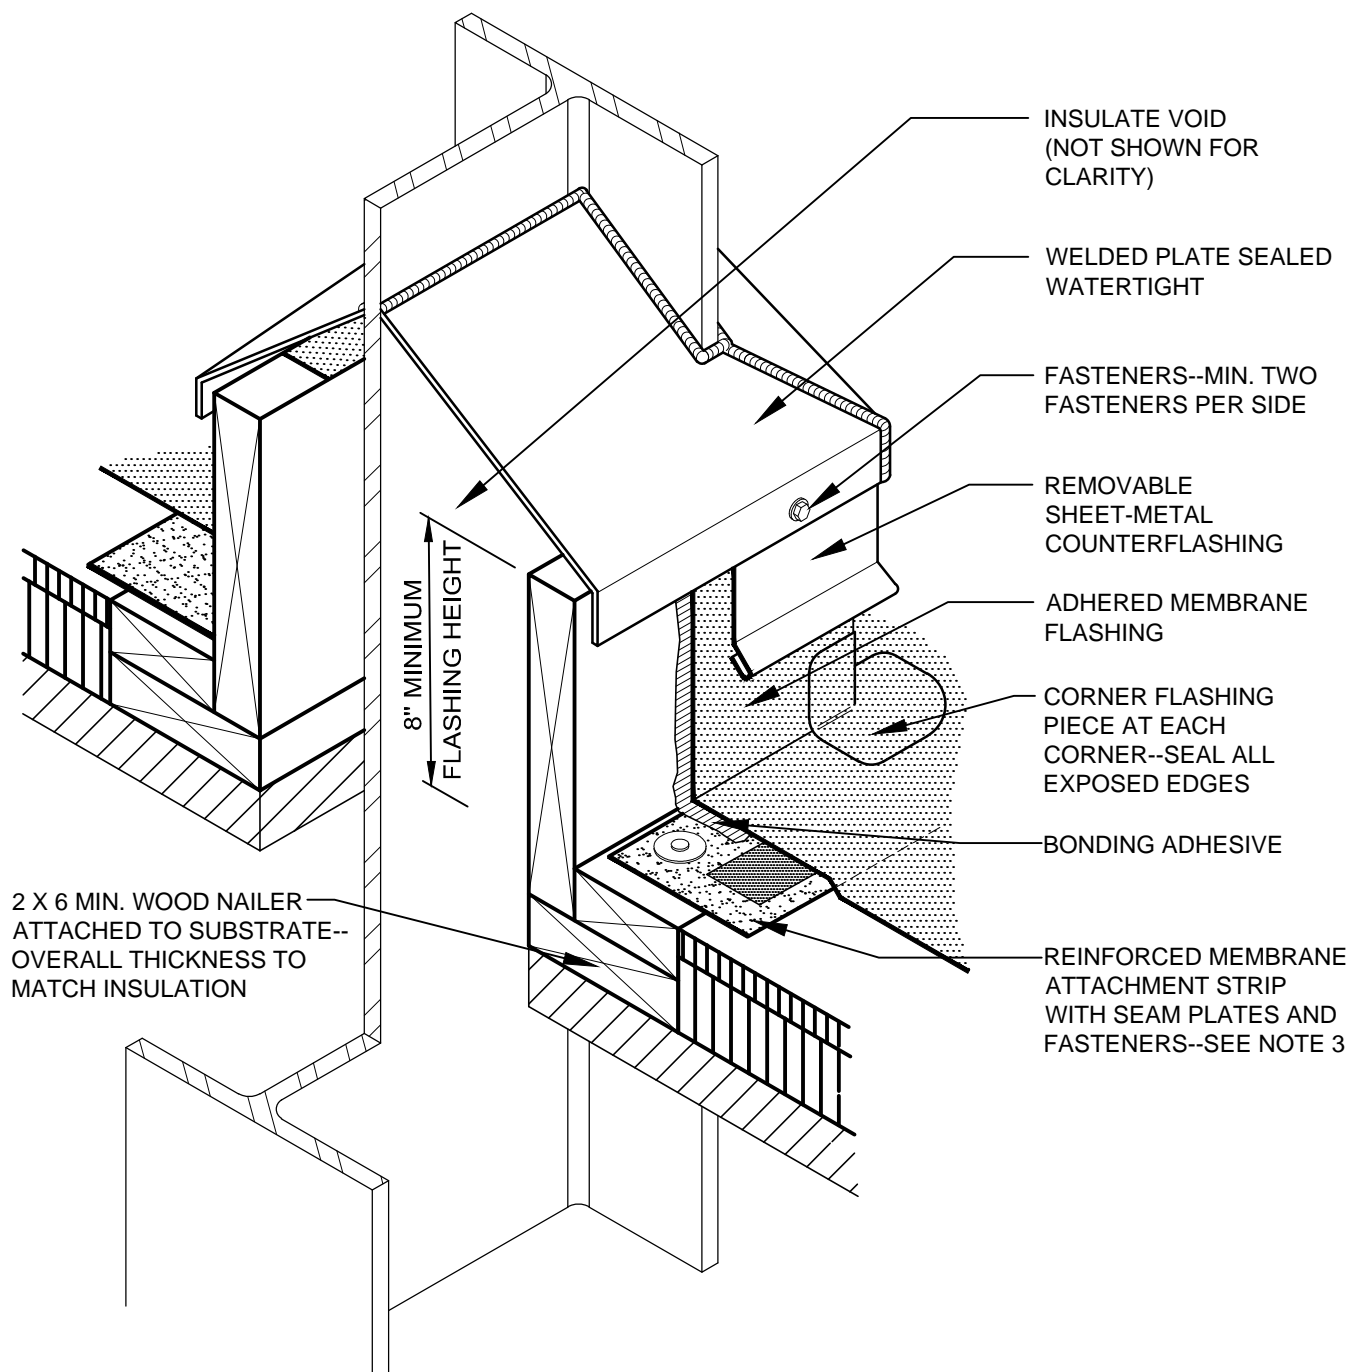 INSULATE VOID
(NOT SHOWN FOR
CLARITY)
WELDED PLATE SEALED
WATERTIGHT
FASTENERS--MIN. TWO
FASTENERS PER SIDE
REMOVABLE
SHEET-METAL
COUNTERFLASHING
ADHERED MEMBRANE
FLASHING
CORNER FLASHING
PIECE AT EACH
CORNER--SEAL ALL
EXPOSED EDGES
BONDING ADHESIVE
REINFORCED MEMBRANE
ATTACHMENT STRIP
WITH SEAM PLATES AND
FASTENERS--SEE NOTE 3
8" MINIMUM
FLASHING HEIGHT
2 X 6 MIN. WOOD NAILER
ATTACHED TO SUBSTRATE--
OVERALL THICKNESS TO
MATCH INSULATION